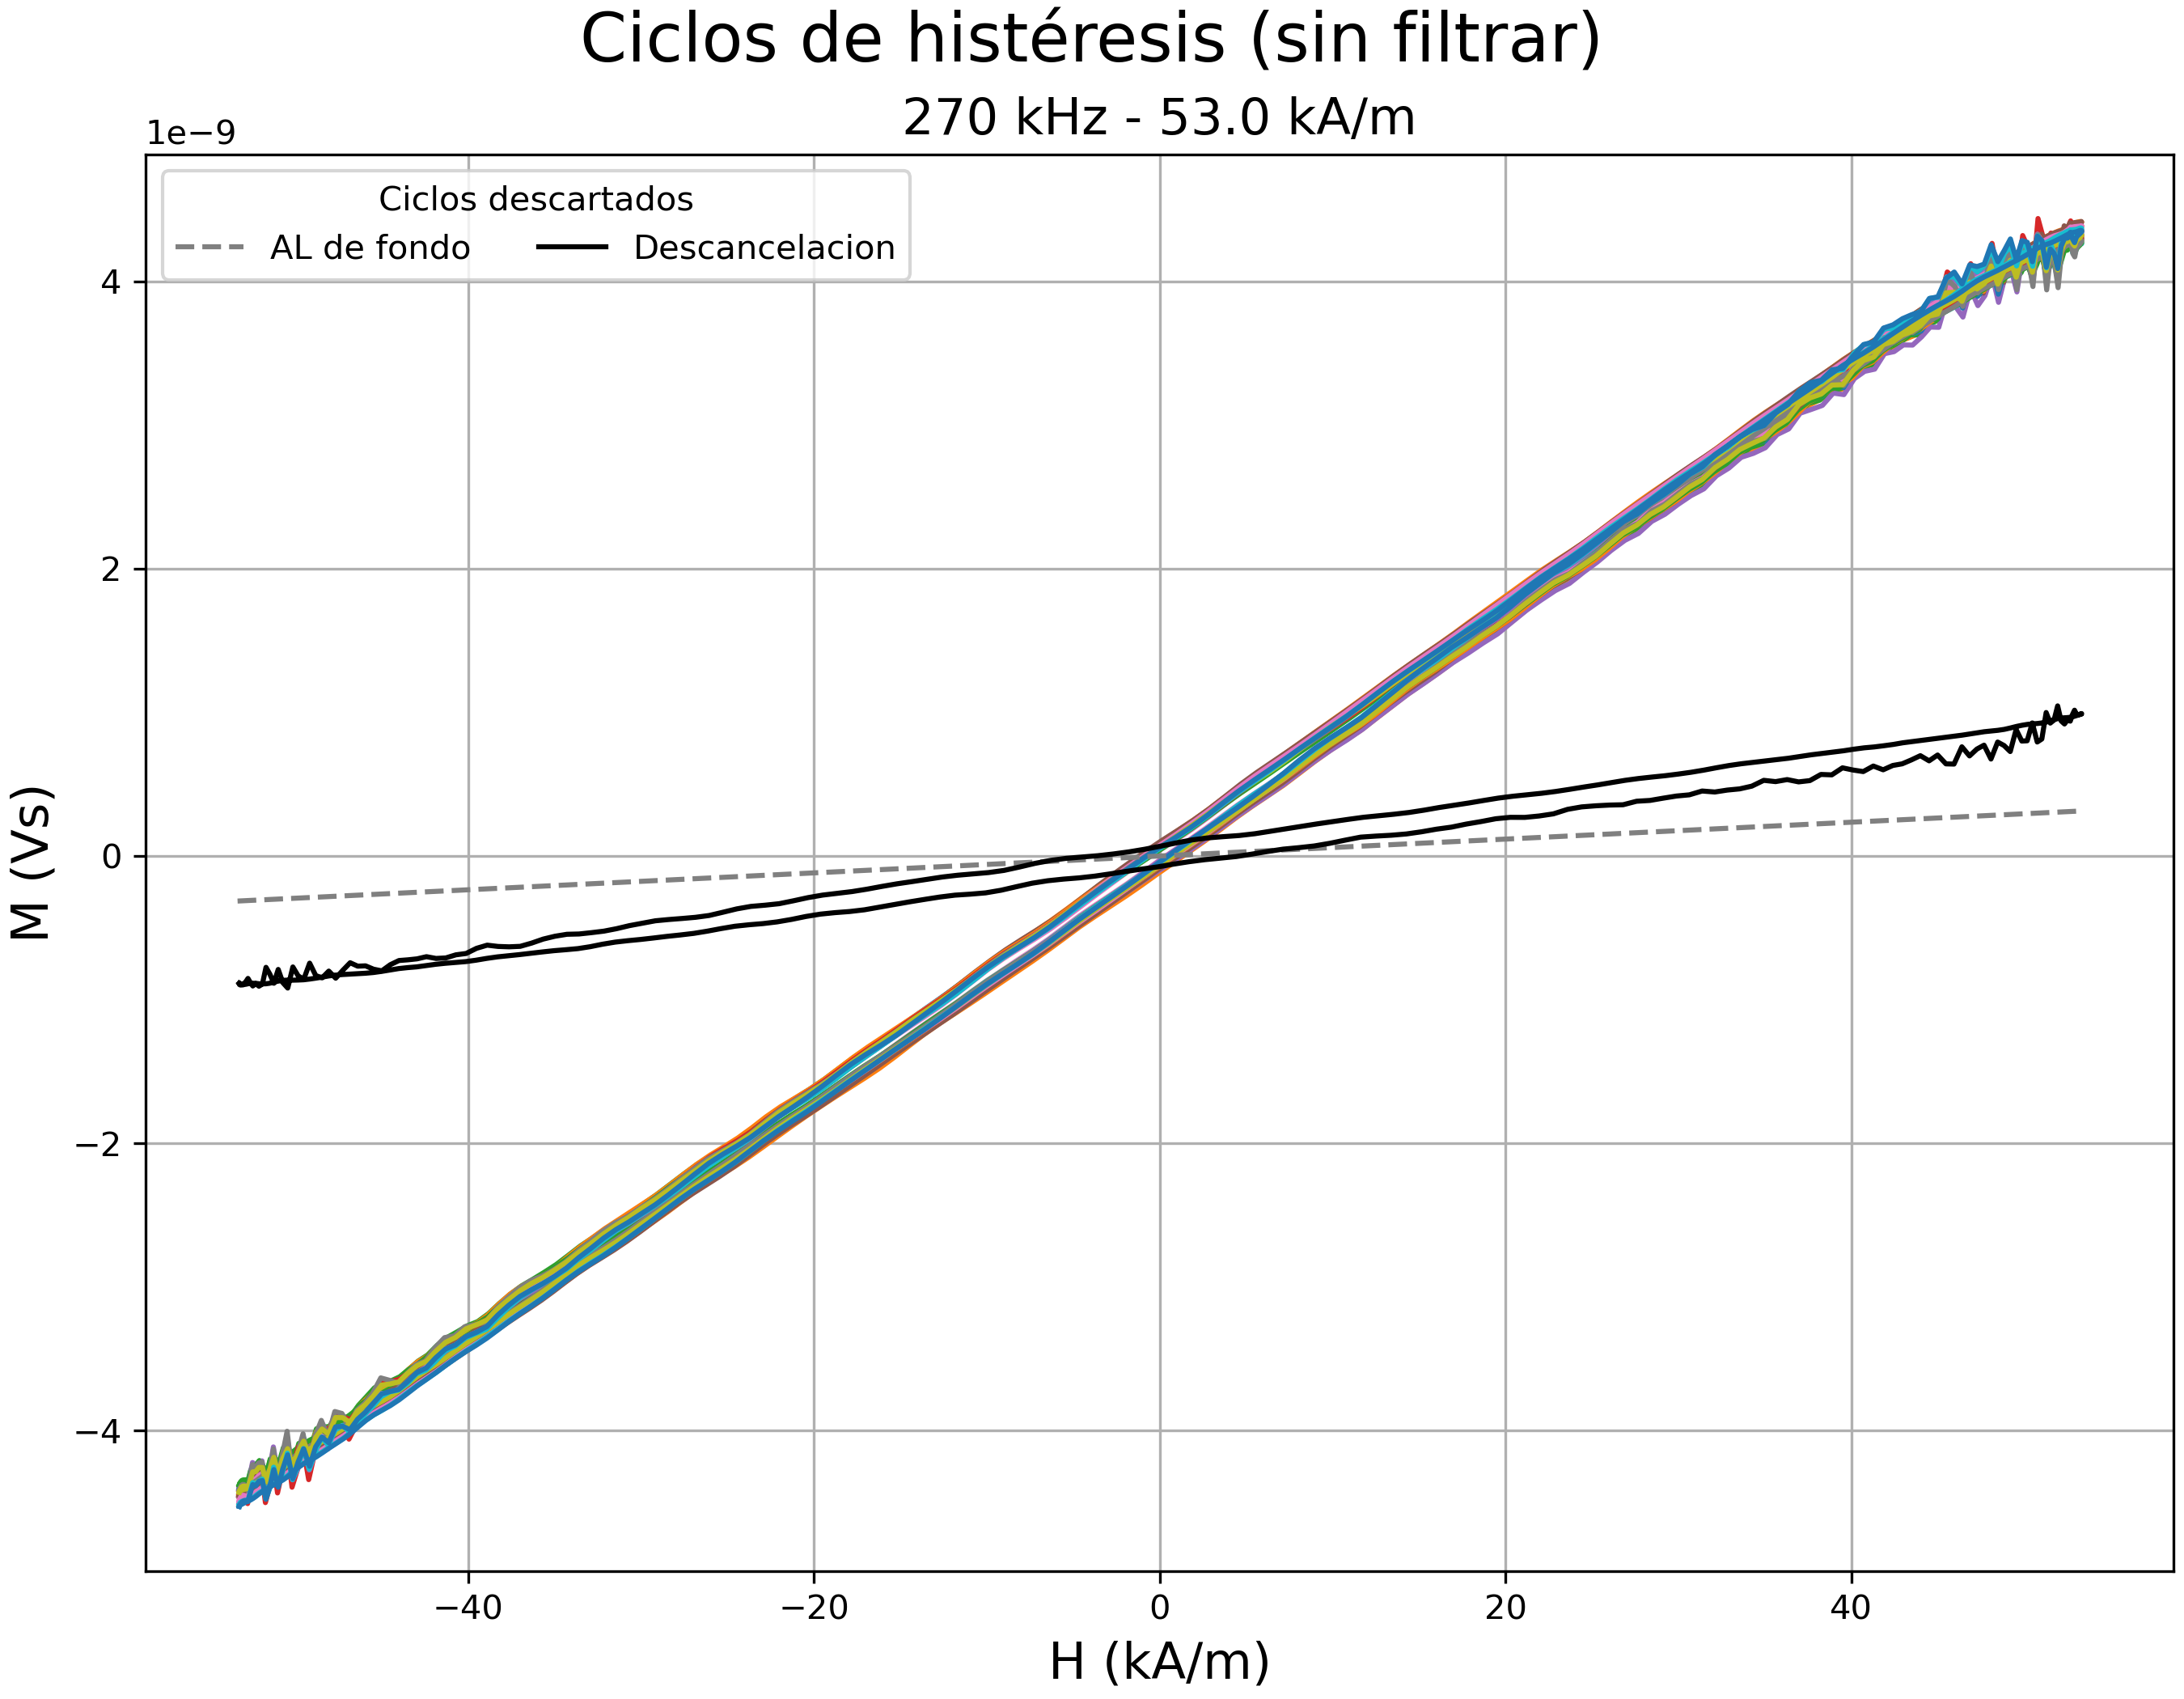 Ciclos de histéresis (sin filtrar)
270 kHz - 53.0 kA/m
1e−9
Ciclos descartados
AL de fondo
Descancelacion
4
2
0
−2
−4
M (Vs)
−40
−20
0
20
40
H (kA/m)